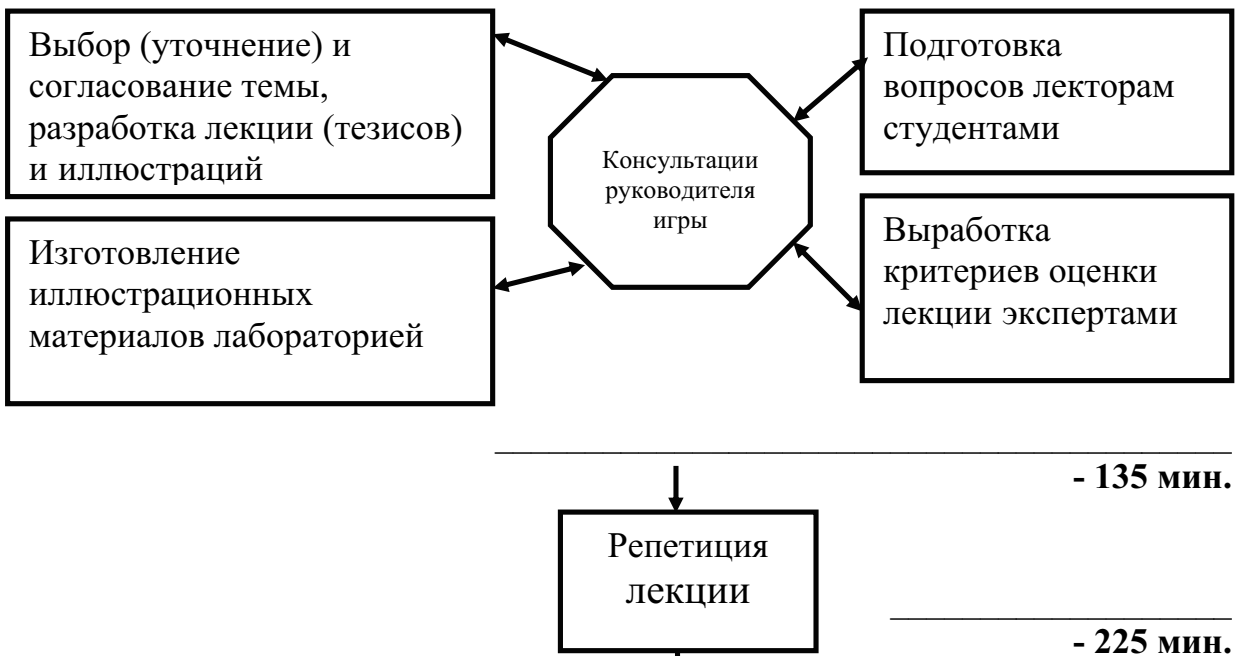 Выбор (уточнение) и
согласование темы,
разработка лекции (тезисов)
и иллюстраций
Подготовка
вопросов лекторам
студентами
Консультации
руководителя
игры
Изготовление
иллюстрационных
материалов лабораторией
Выработка
критериев оценки
лекции экспертами
- 135 мин.
Репетиция
лекции
- 225 мин.